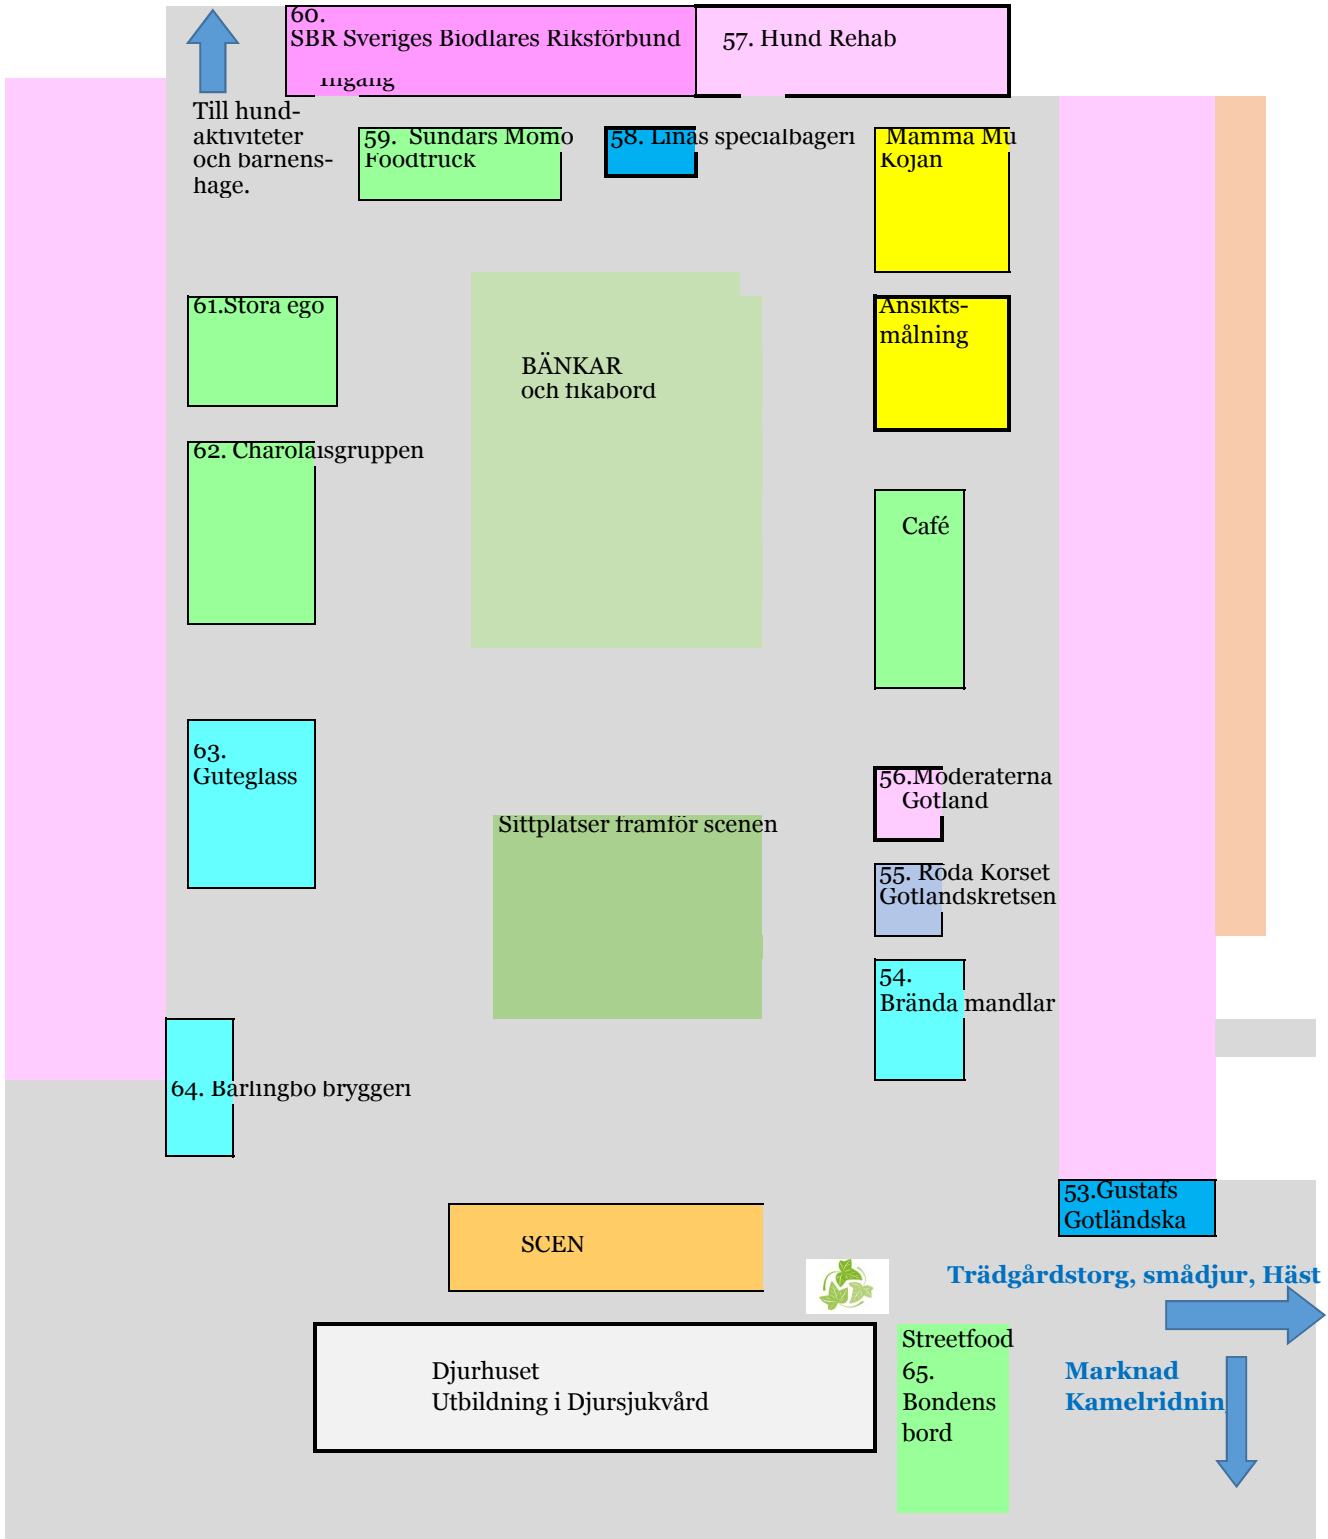 60.
SBR Sveriges Biodlares Riksförbund
Ingång
57. Hund Rehab
Till hund-
aktiviteter
och barnens-
hage.
59. Sundars Momo
Foodtruck
58. Linas specialbageri
Mamma Mu
Kojan
61.Stora ego
BÄNKAR
och fikabord
Ansikts-
målning
62. Charolaisgruppen
Café
63.
Guteglass
56.Moderaterna
Gotland
Sittplatser framför scenen
55. Röda Korset
Gotlandskretsen
54.
Brända mandlar
64. Barlingbo bryggeri
53.Gustafs
Gotländska
SCEN
Trädgårdstorg, smådjur, Häst
Djurhuset
Utbildning i Djursjukvård
Streetfood
65.
Bondens
bord
Marknad
Kamelridnin